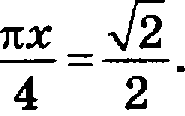 πx/4 = √2/2.